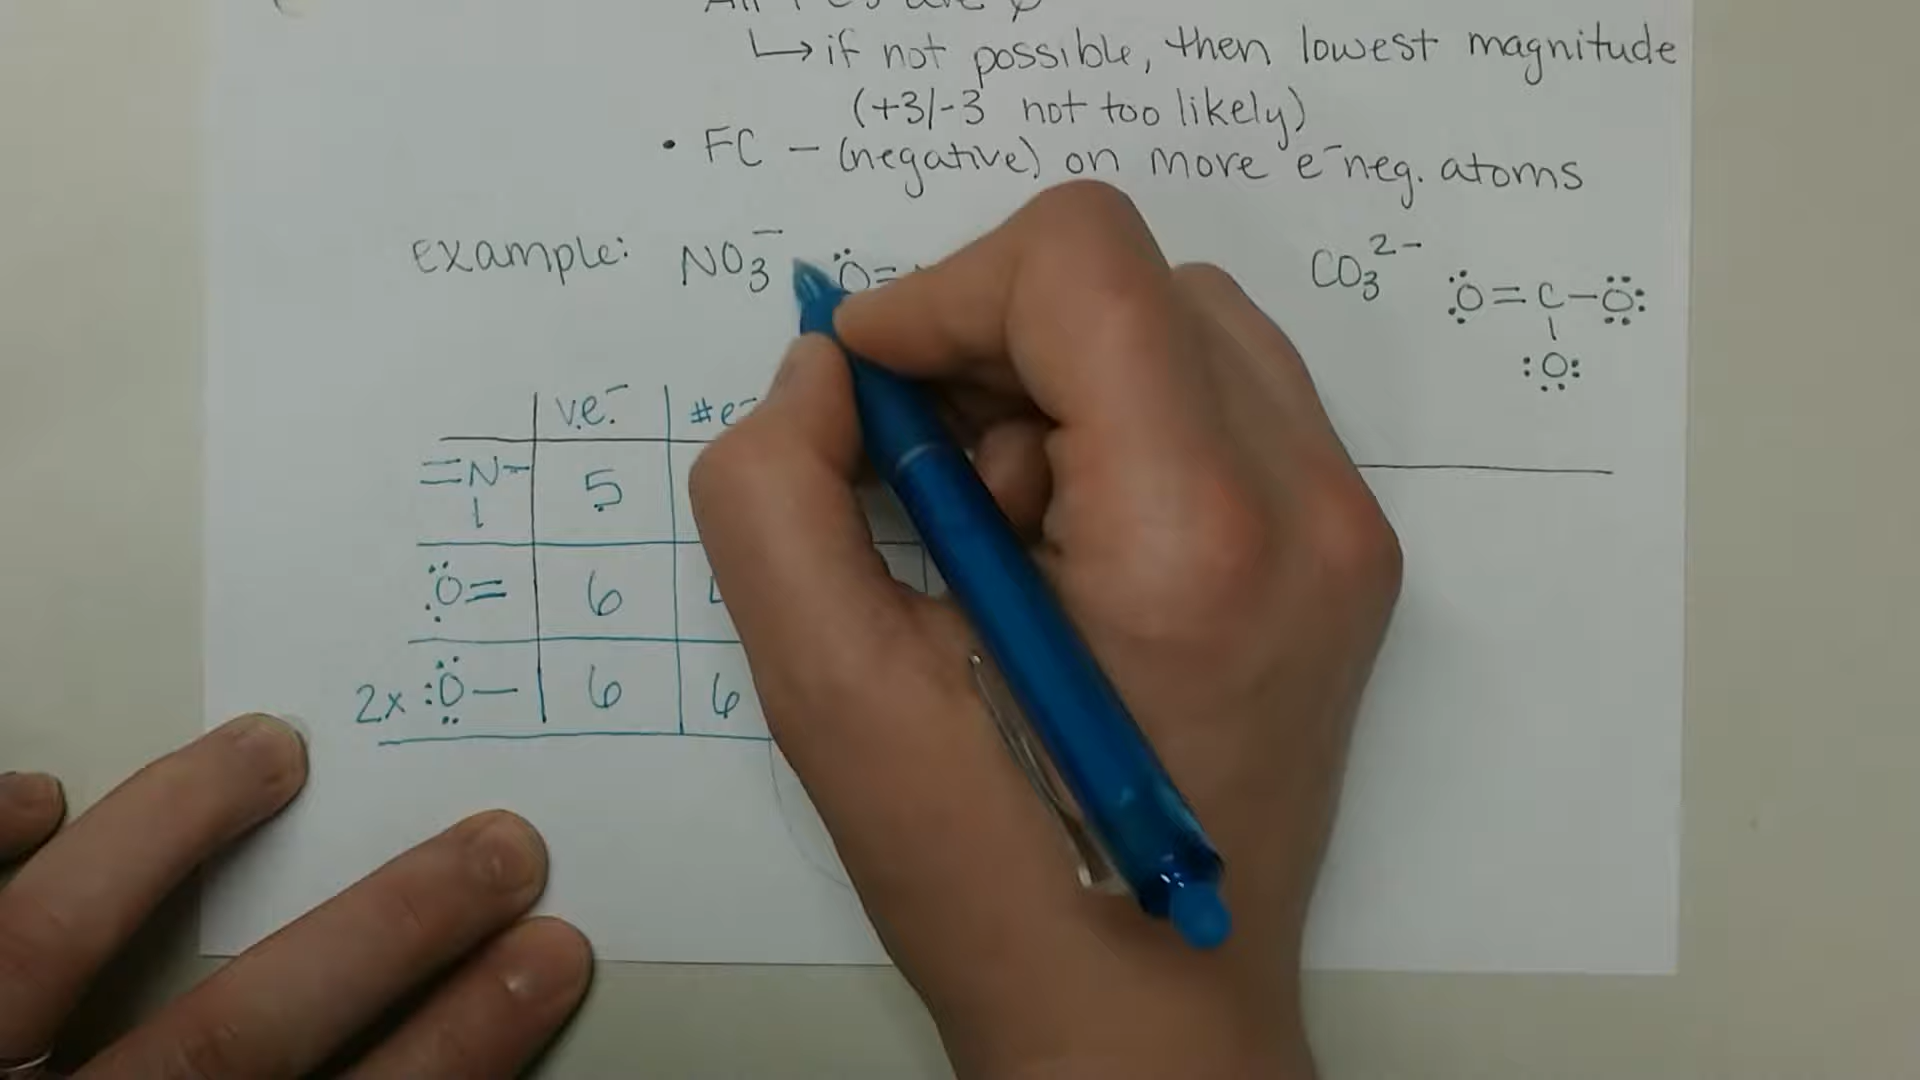 if not possible, then lowest magnitude
(+3/-3 not too likely)
• FC - (negative) on more e⁻neg. atoms
example: NO₃⁻ O=
CO₃²⁻ O=C-O
O
v.e⁻ #e⁻
=N- 5
O= 6
2x O- 6 6